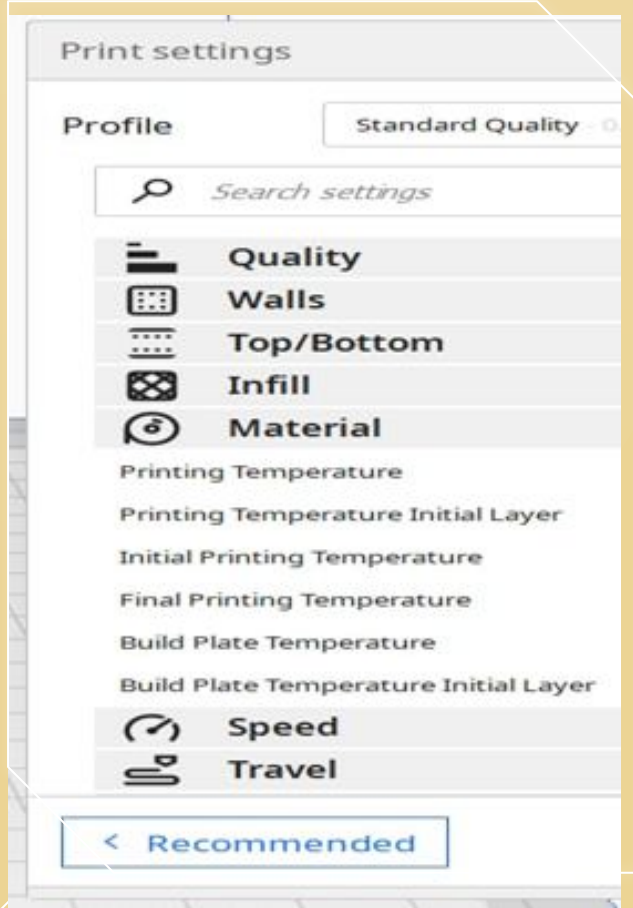 Print settings
Profile Standard Quality
Search settings
Quality
Walls
Top/Bottom
Infill
Material
Printing Temperature
Printing Temperature Initial Layer
Initial Printing Temperature
Final Printing Temperature
Build Plate Temperature
Build Plate Temperature Initial Layer
Speed
Travel
< Recommended